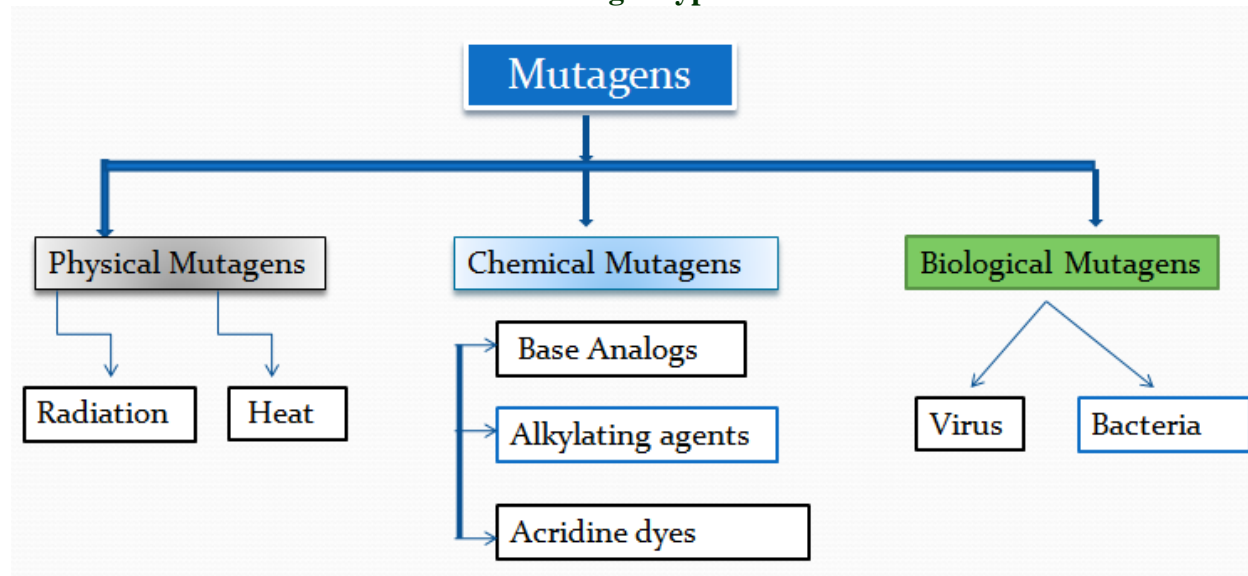 Mutagens
Physical Mutagens
Chemical Mutagens
Biological Mutagens
Radiation
Heat
Base Analogs
Alkylating agents
Acridine dyes
Virus
Bacteria